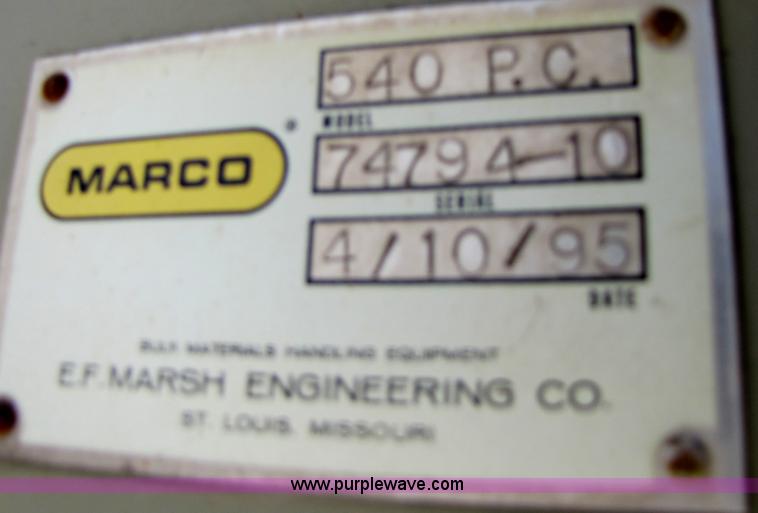 540 P.C.
MODEL
MARCO
74794-10
SERIAL
4/10/95
DATE
BULK MATERIALS HANDLING EQUIPMENT
E.F. MARSH ENGINEERING CO.
ST. LOUIS, MISSOURI
www.purplewave.com